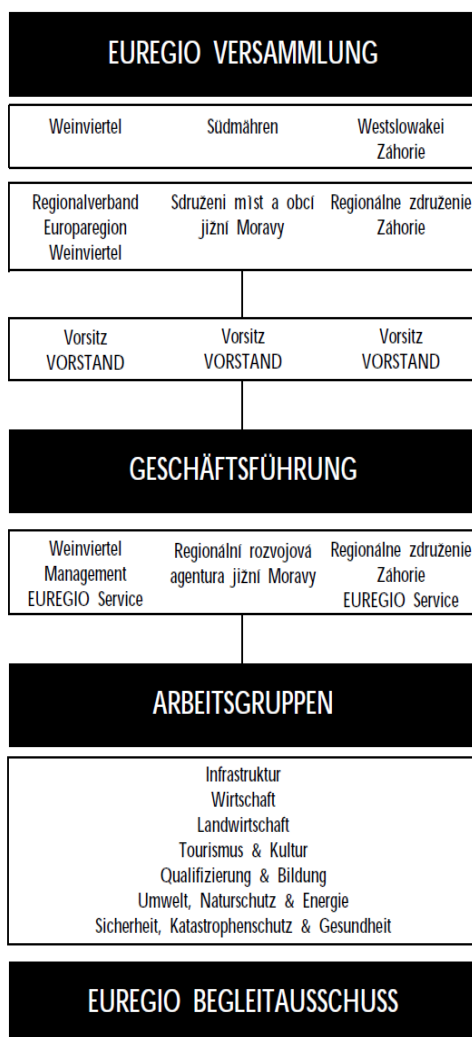 EUREGIO VERSAMMLUNG
Weinviertel
Südmähren
Westslowakei
Záhorie
Regionalverband
Europaregion
Weinviertel
Sdruženi mìst a obcí
jižní Moravy
Regionálne združenie
Záhorie
Vorsitz
VORSTAND
Vorsitz
VORSTAND
Vorsitz
VORSTAND
GESCHÄFTSFÜHRUNG
Weinviertel
Management
EUREGIO Service
Regionální rozvojová
agentura jižní Moravy
Regionálne združenie
Záhorie
EUREGIO Service
ARBEITSGRUPPEN
Infrastruktur
Wirtschaft
Landwirtschaft
Tourismus & Kultur
Qualifizierung & Bildung
Umwelt, Naturschutz & Energie
Sicherheit, Katastrophenschutz & Gesundheit
EUREGIO BEGLEITAUSSCHUSS